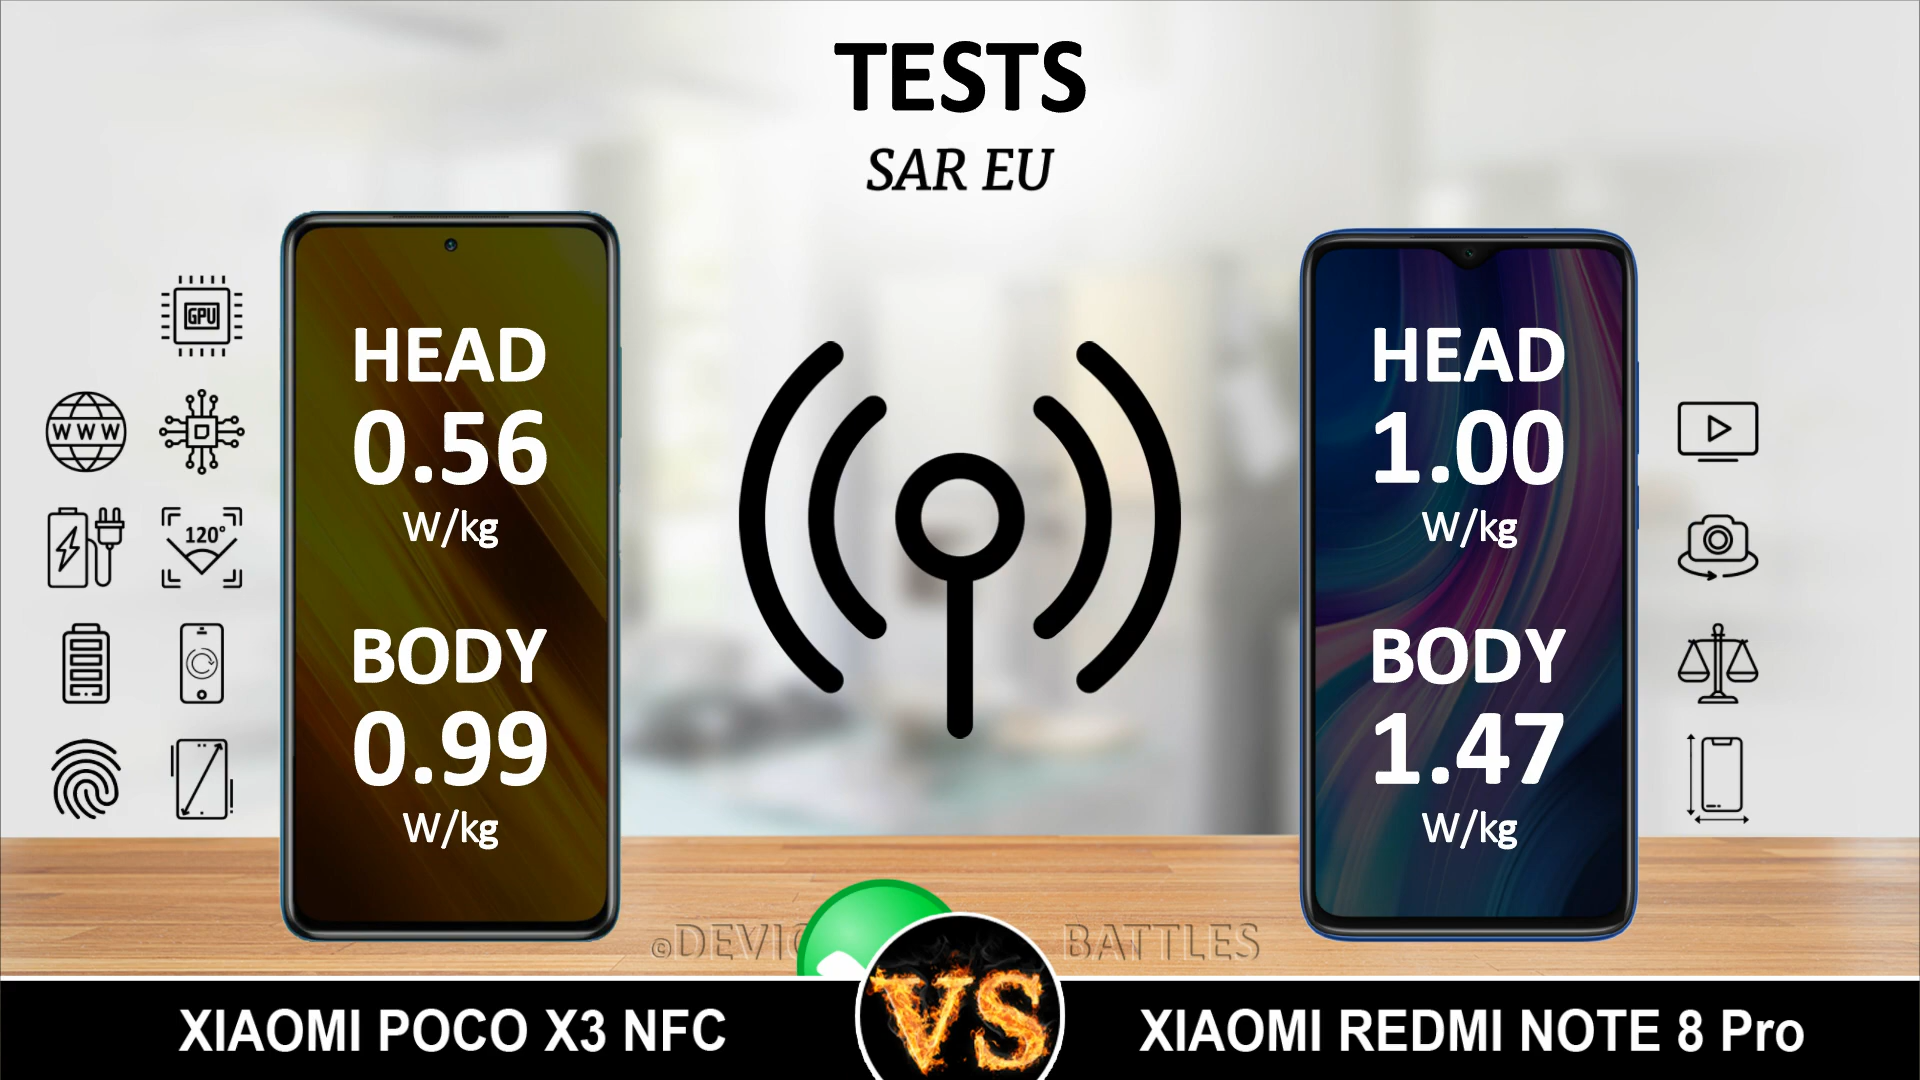 TESTS
SAR EU
GPU
WWW
120°
HEAD
0.56
W/kg
BODY
0.99
W/kg
HEAD
1.00
W/kg
BODY
1.47
W/kg
BATTLES
XIAOMI POCO X3 NFC
VS
XIAOMI REDMI NOTE 8 Pro